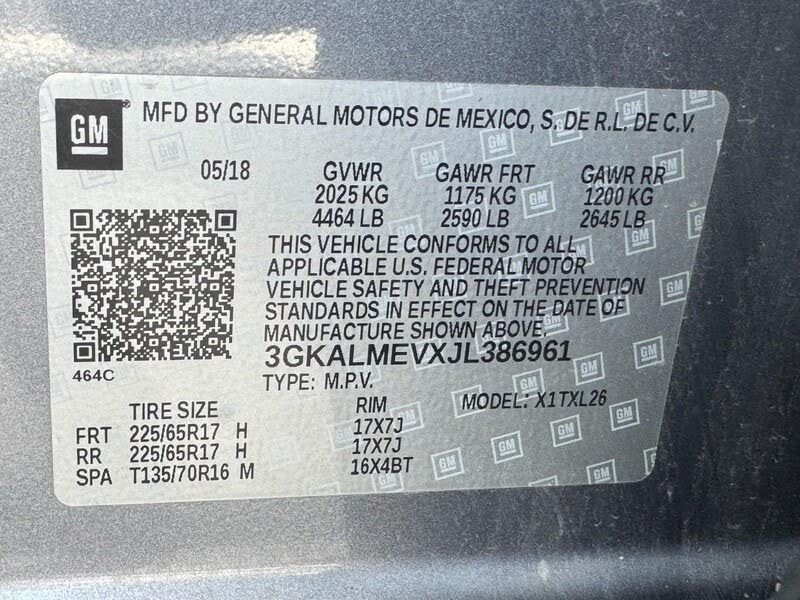 GM
MFD BY GENERAL MOTORS DE MEXICO, S. DE R.L. DE C.V.
05/18 GVWR GAWR FRT GAWR RR
2025 KG 1175 KG 1200 KG
4464 LB 2590 LB 2645 LB
THIS VEHICLE CONFORMS TO ALL
APPLICABLE U.S. FEDERAL MOTOR
VEHICLE SAFETY AND THEFT PREVENTION
STANDARDS IN EFFECT ON THE DATE OF
MANUFACTURE SHOWN ABOVE.
3GKALMEVXJL386961
464C
TYPE: M.P.V.
TIRE SIZE RIM MODEL: X1TXL26
FRT 225/65R17 H 17X7J
RR 225/65R17 H 17X7J
SPA T135/70R16 M 16X4BT